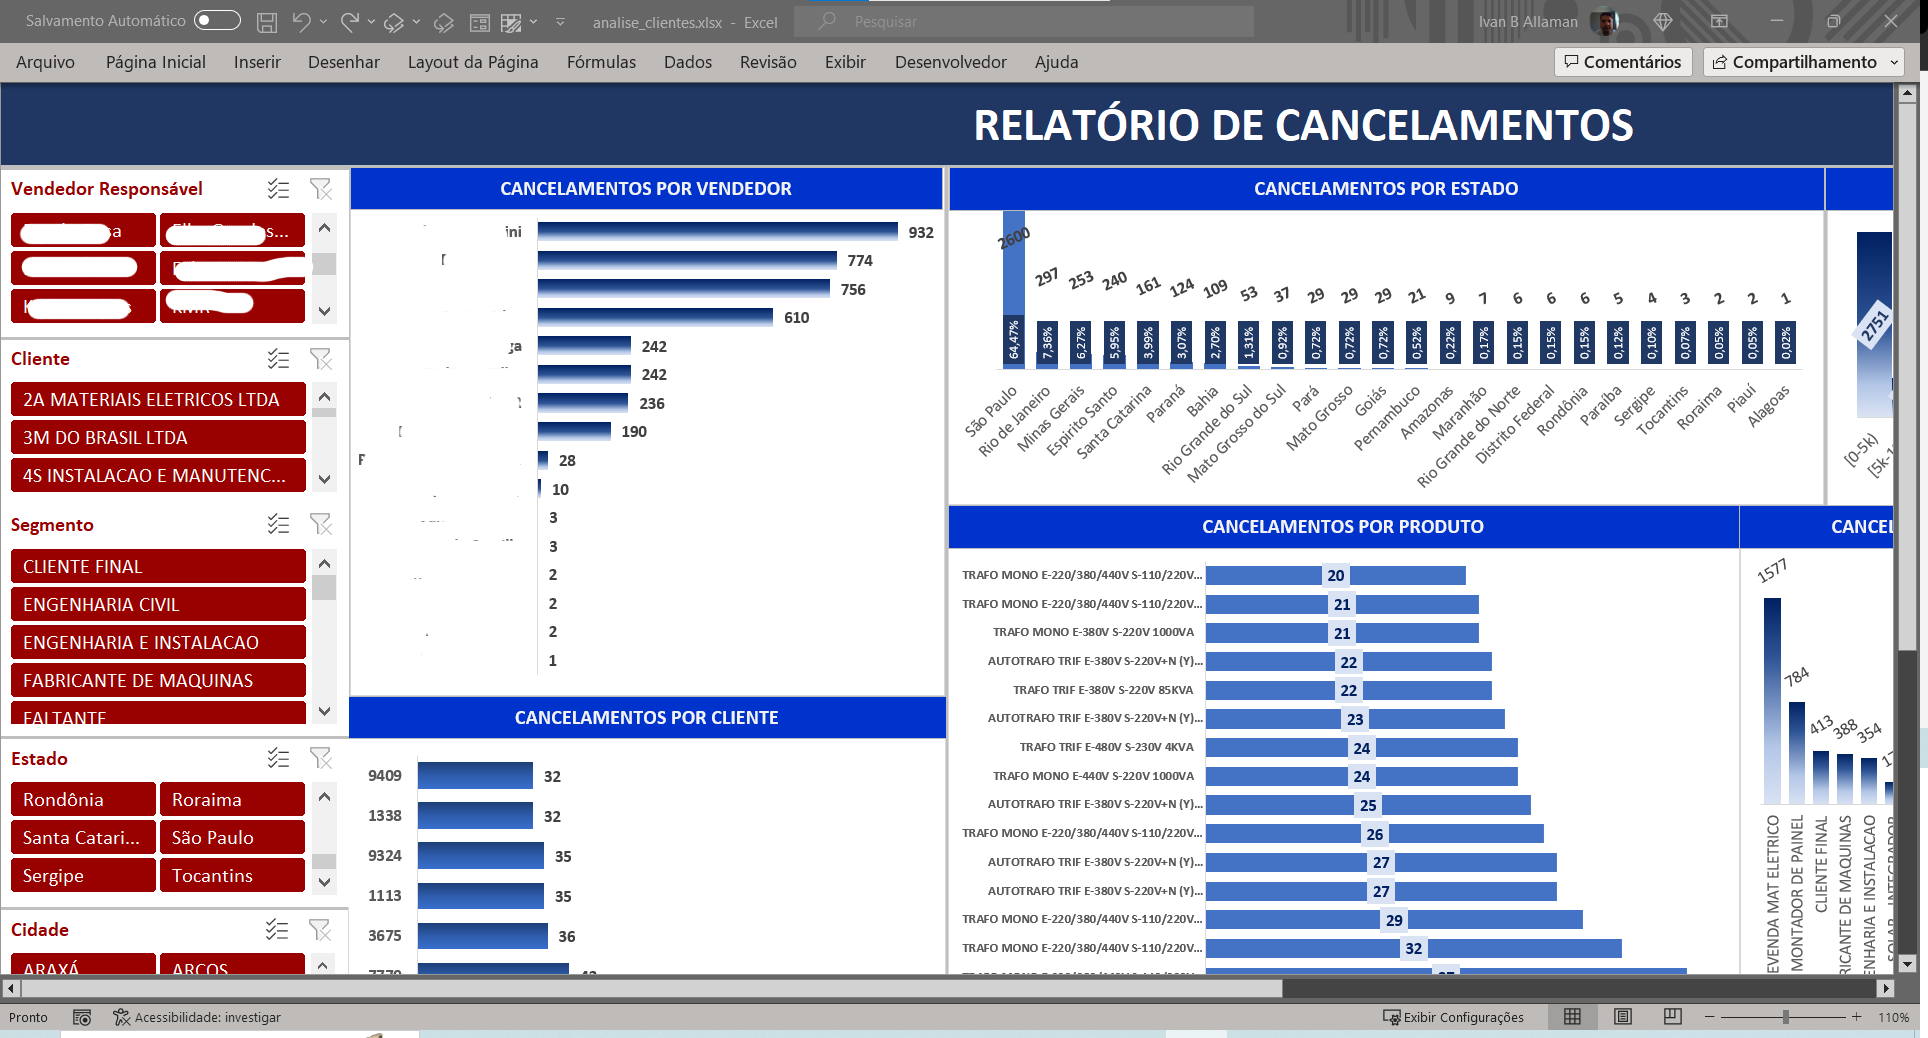 Salvamento Automático
analise_clientes.xlsx - Excel
Pesquisar
Ivan B Allaman
Arquivo Página Inicial Inserir Desenhar Layout da Página Fórmulas Dados Revisão Exibir Desenvolvedor Ajuda
Comentários
Compartilhamento
RELATÓRIO DE CANCELAMENTOS
Vendedor Responsável
Cliente
2A MATERIAIS ELETRICOS LTDA
3M DO BRASIL LTDA
4S INSTALACAO E MANUTENC...
Segmento
CLIENTE FINAL
ENGENHARIA CIVIL
ENGENHARIA E INSTALACAO
FABRICANTE DE MAQUINAS
FALTANTE
Estado
Rondônia Roraima
Santa Catari... São Paulo
Sergipe Tocantins
Cidade
ARAXÁ ARCOS
CANCELAMENTOS POR VENDEDOR
932
774
756
610
242
242
236
190
28
10
3
3
2
2
2
1
CANCELAMENTOS POR CLIENTE
9409 32
1338 32
9324 35
1113 35
3675 36
CANCELAMENTOS POR ESTADO
2600 297 253 240 161 124 109 53 37 29 29 29 21 9 7 6 6 6 5 4 3 2 2 1
64,47% 7,36% 6,27% 5,95% 3,99% 3,07% 2,70% 1,31% 0,92% 0,72% 0,72% 0,72% 0,52% 0,22% 0,17% 0,15% 0,15% 0,15% 0,12% 0,10% 0,07% 0,05% 0,05% 0,02%
São Paulo
Rio de Janeiro
Minas Gerais
Espirito Santo
Santa Catarina
Paraná
Bahia
Rio Grande do Sul
Mato Grosso do Sul
Pará
Mato Grosso
Goiás
Pernambuco
Amazonas
Maranhão
Rio Grande do Norte
Distrito Federal
Rondônia
Paraíba
Sergipe
Tocantins
Roraima
Piauí
Alagoas
2751
[0-5k)
[5k-1
CANCELAMENTOS POR PRODUTO
TRAFO MONO E-220/380/440V S-110/220V... 20
TRAFO MONO E-220/380/440V S-110/220V... 21
TRAFO MONO E-380V S-220V 1000VA 21
AUTOTRAFO TRIF E-380V S-220V+N (Y)... 22
TRAFO TRIF E-380V S-220V 85KVA 22
AUTOTRAFO TRIF E-380V S-220V+N (Y)... 23
TRAFO TRIF E-480V S-230V 4KVA 24
TRAFO MONO E-440V S-220V 1000VA 24
AUTOTRAFO TRIF E-380V S-220V+N (Y)... 25
TRAFO MONO E-220/380/440V S-110/220V... 26
AUTOTRAFO TRIF E-380V S-220V+N (Y)... 27
AUTOTRAFO TRIF E-380V S-220V+N (Y)... 27
TRAFO MONO E-220/380/440V S-110/220V... 29
TRAFO MONO E-220/380/440V S-110/220V... 32
CANCEL
1577
784
413
388
354
EVENDA MAT ELETRICO
MONTADOR DE PAINEL
CLIENTE FINAL
RICANTE DE MAQUINAS
ENHARIA E INSTALACAO
Pronto
Acessibilidade: investigar
Exibir Configurações
110%